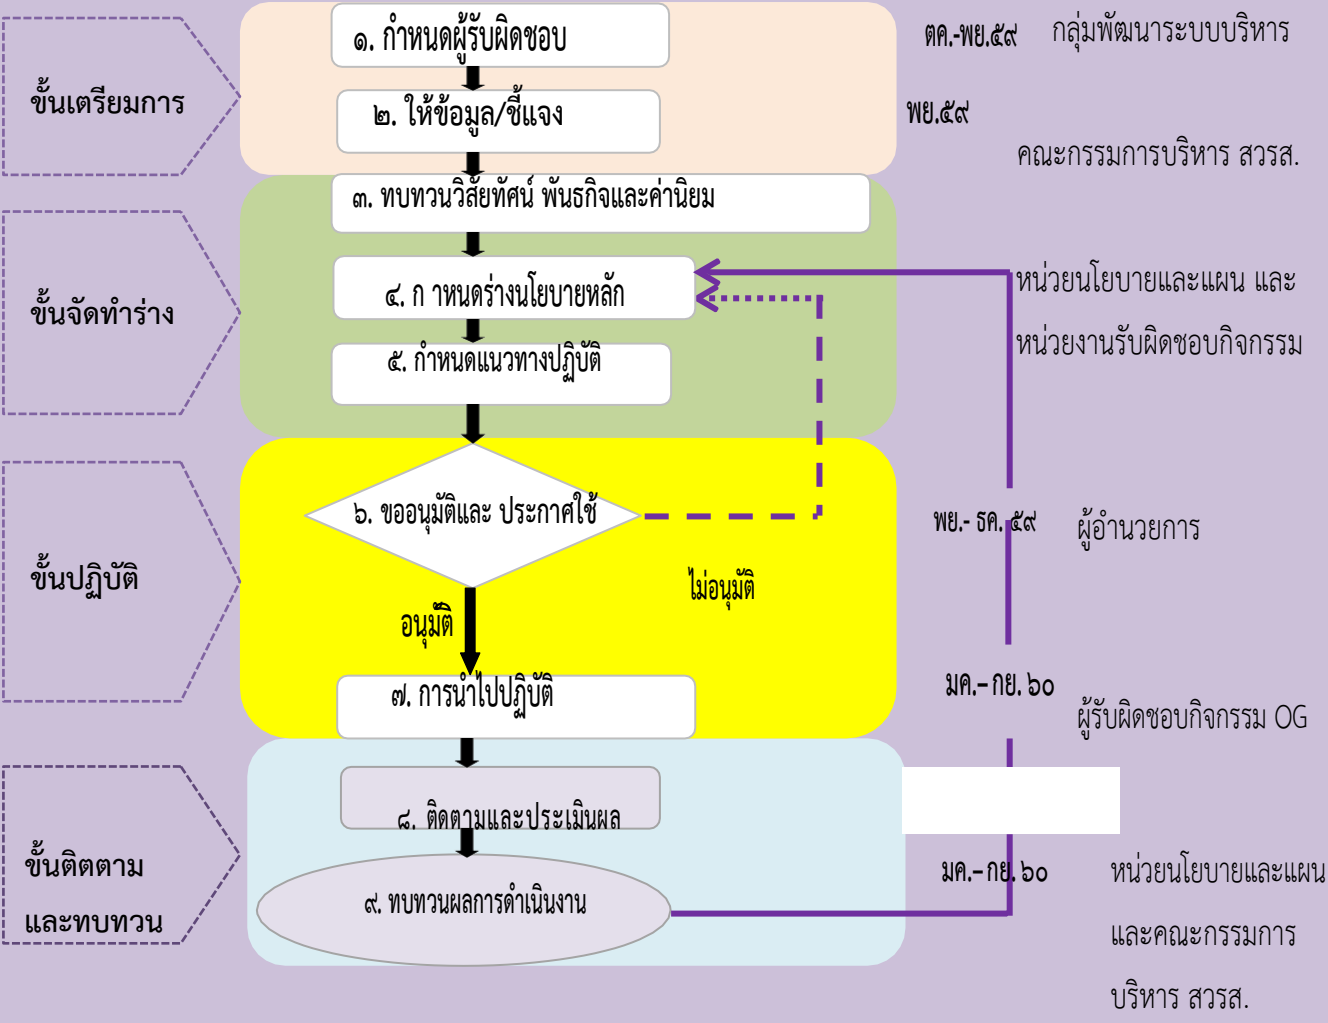 ขั้นเตรียมการ
๑. กำหนดผู้รับผิดชอบ
ตค.-พย.๕๙
กลุ่มพัฒนาระบบบริหาร
๒. ให้ข้อมูล/ชี้แจง
พย.๕๙
คณะกรรมการบริหาร สวรส.
ขั้นจัดทำร่าง
๓. ทบทวนวิสัยทัศน์ พันธกิจและค่านิยม
๔. ก าหนดร่างนโยบายหลัก
๕. กำหนดแนวทางปฏิบัติ
หน่วยนโยบายและแผน และ
หน่วยงานรับผิดชอบกิจกรรม
ขั้นปฏิบัติ
๖. ขออนุมัติและ ประกาศใช้
พย.- ธค. ๕๙
ผู้อำนวยการ
ไม่อนุมัติ
อนุมัติ
๗. การนำไปปฏิบัติ
มค.– กย. ๖๐
ผู้รับผิดชอบกิจกรรม OG
ขั้นติตตาม
และทบทวน
๘. ติดตามและประเมินผล
๙. ทบทวนผลการดำเนินงาน
มค.– กย. ๖๐
หน่วยนโยบายและแผน
และคณะกรรมการ
บริหาร สวรส.